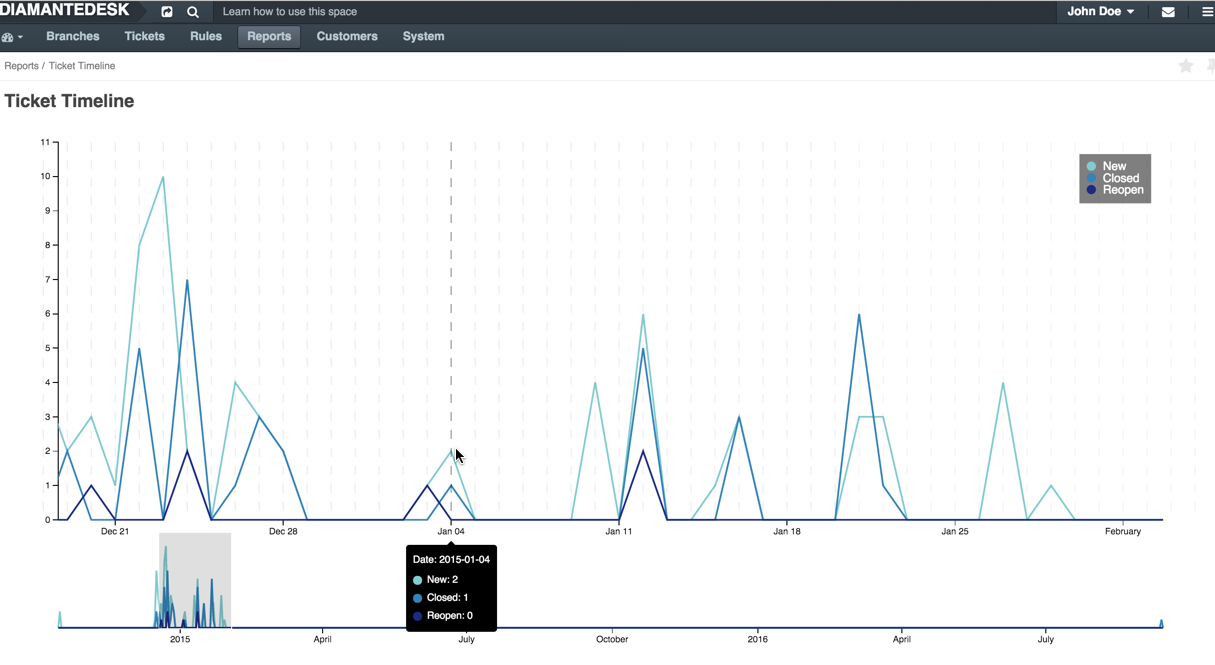 DIAMANTEDESK
Learn how to use this space
John Doe
Branches Tickets Rules Reports Customers System
Reports / Ticket Timeline
Ticket Timeline
11
10
9
8
7
6
5
4
3
2
1
0
New
Closed
Reopen
Dec 21 Dec 28 Jan 04 Jan 11 Jan 18 Jan 25 February
Date: 2015-01-04
New: 2
Closed: 1
Reopen: 0
2015 April July October 2016 April July